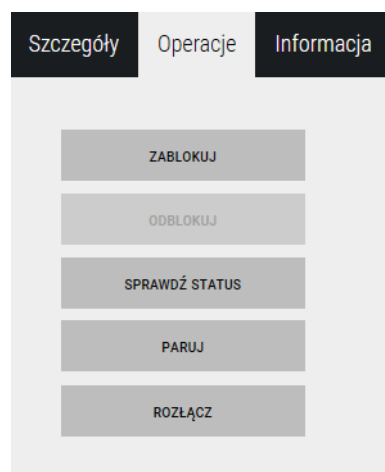 Szczegóły Operacje Informacja
ZABLOKUJ
ODBLOKUJ
SPRAWDŹ STATUS
PARUJ
ROZŁĄCZ